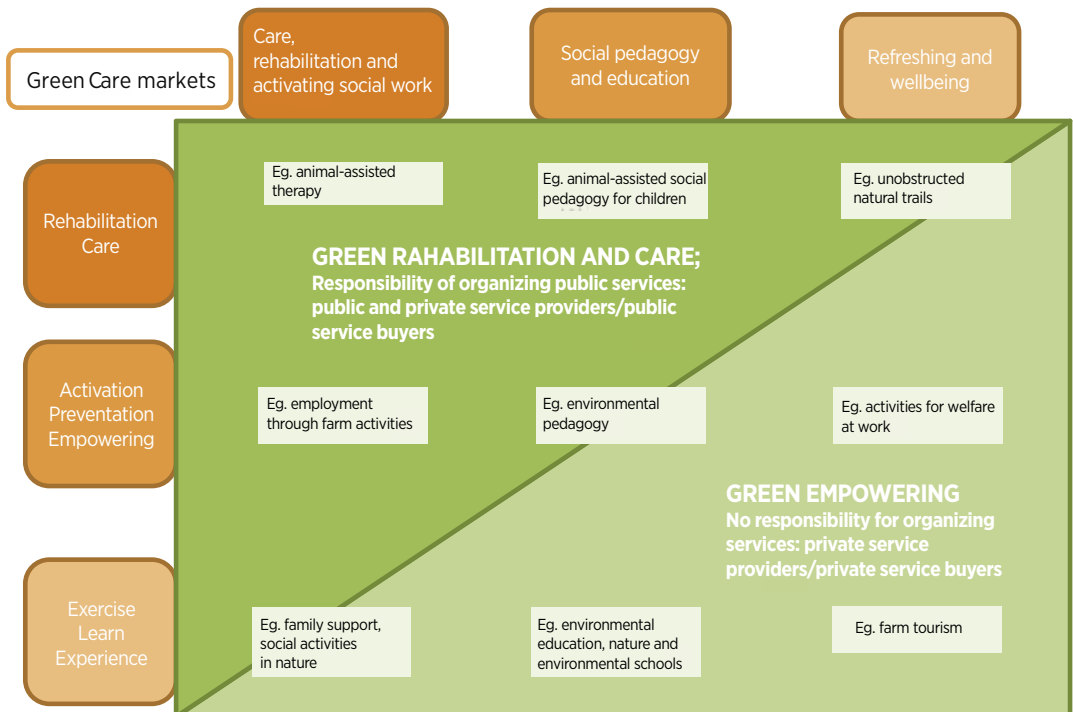 Green Care markets
Care,
rehabilitation and
activating social work
Social pedagogy
and education
Refreshing and
wellbeing
Rehabilitation
Care
Eg. animal-assisted
therapy
Eg. animal-assisted social
pedagogy for children
Eg. unobstructed
natural trails
GREEN RAHABILITATION AND CARE;
Responsibility of organizing public services:
public and private service providers/public
service buyers
Activation
Preventation
Empowering
Eg. employment
through farm activities
Eg. environmental
pedagogy
Eg. activities for welfare
at work
GREEN EMPOWERING
No responsibility for organizing
services: private service
providers/private service buyers
Exercise
Learn
Experience
Eg. family support,
social activities
in nature
Eg. environmental
education, nature and
environmental schools
Eg. farm tourism